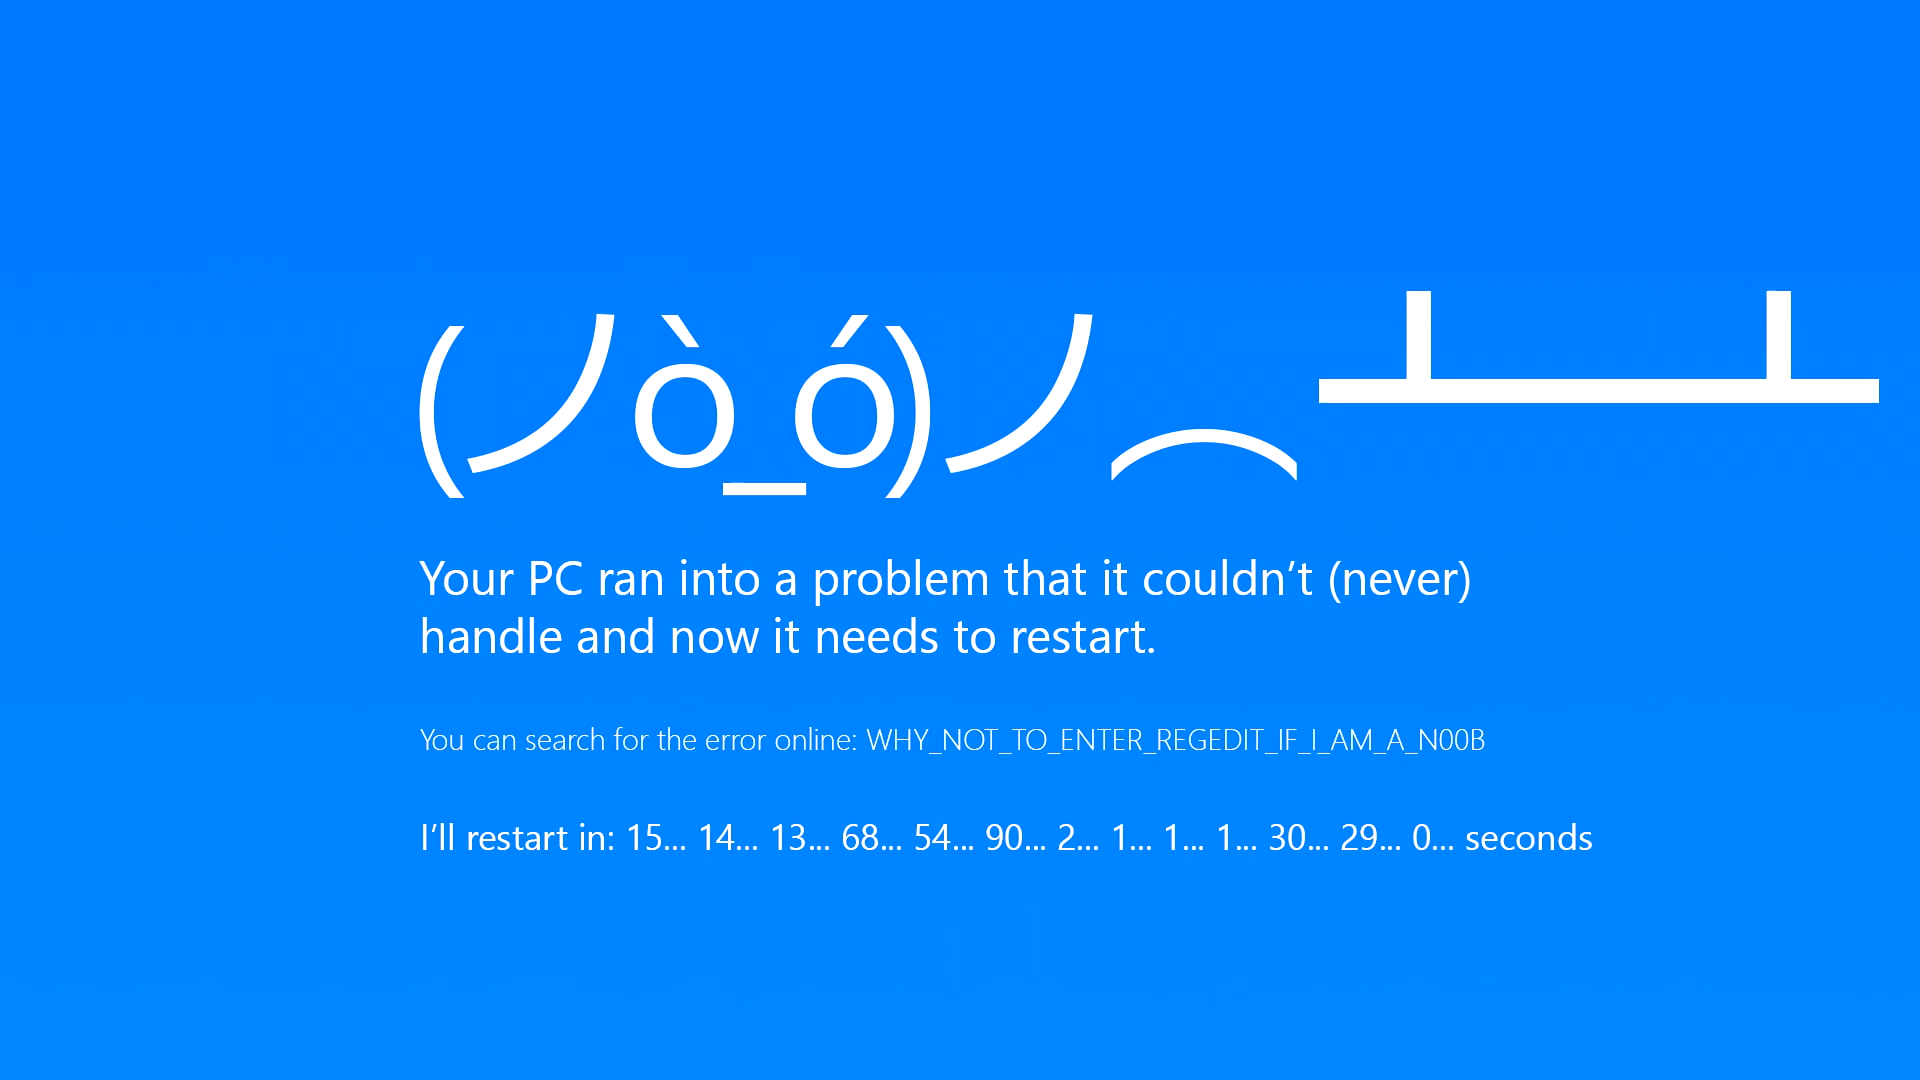 (ノò_ó)ノ︵┻━┻
Your PC ran into a problem that it couldn’t (never)
handle and now it needs to restart.
You can search for the error online: WHY_NOT_TO_ENTER_REGEDIT_IF_I_AM_A_N00B
I’ll restart in: 15... 14... 13... 68... 54... 90... 2... 1... 1... 1... 30... 29... 0... seconds